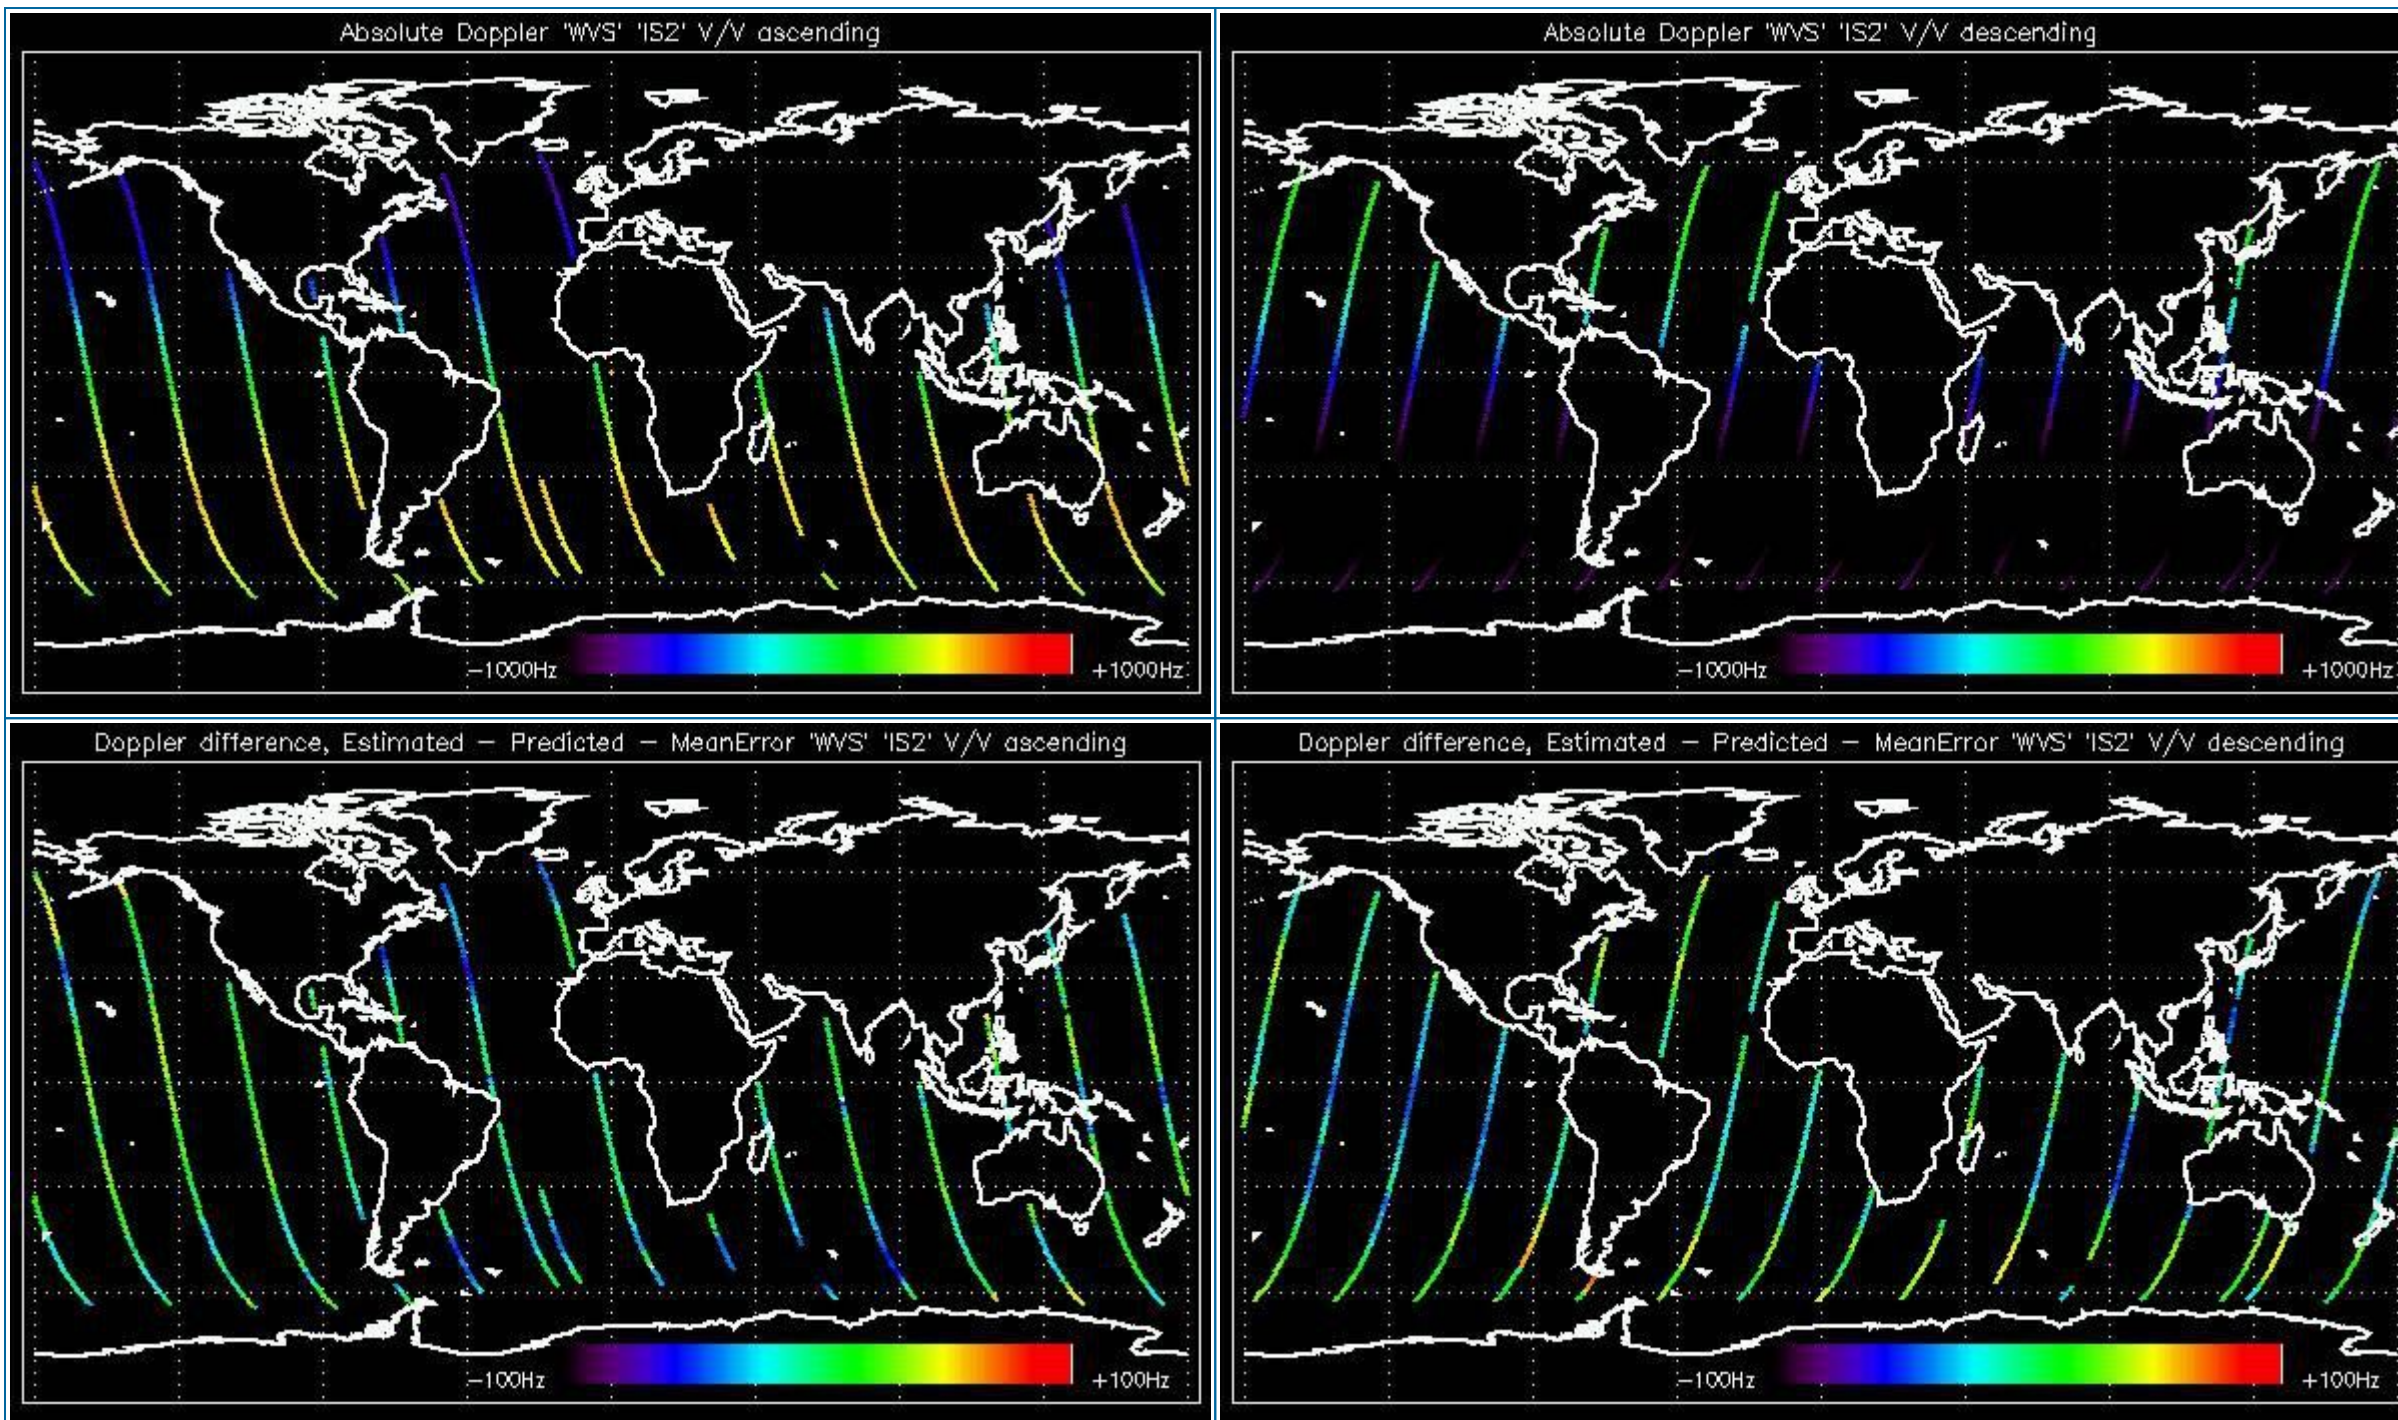 Absolute Doppler 'WVS' 'IS2' V/V ascending
-1000Hz
+1000Hz
Absolute Doppler 'WVS' 'IS2' V/V descending
-1000Hz
+1000Hz
Doppler difference, Estimated - Predicted - MeanError 'WVS' 'IS2' V/V ascending
-100Hz
+100Hz
Doppler difference, Estimated - Predicted - MeanError 'WVS' 'IS2' V/V descending
-100Hz
+100Hz